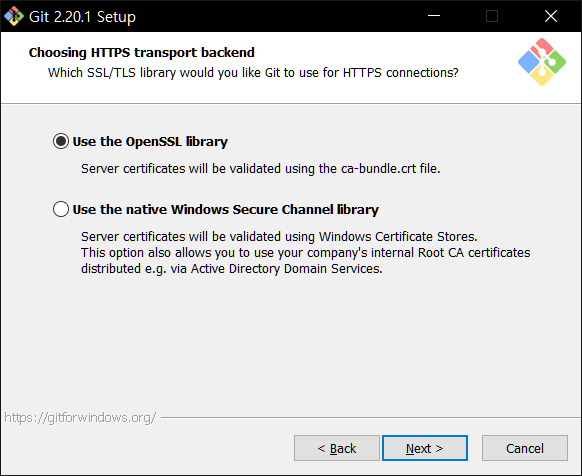 Git 2.20.1 Setup
Choosing HTTPS transport backend
Which SSL/TLS library would you like Git to use for HTTPS connections?
Use the OpenSSL library
Server certificates will be validated using the ca-bundle.crt file.
Use the native Windows Secure Channel library
Server certificates will be validated using Windows Certificate Stores.
This option also allows you to use your company's internal Root CA certificates
distributed e.g. via Active Directory Domain Services.
https://gitforwindows.org/
< Back
Next >
Cancel